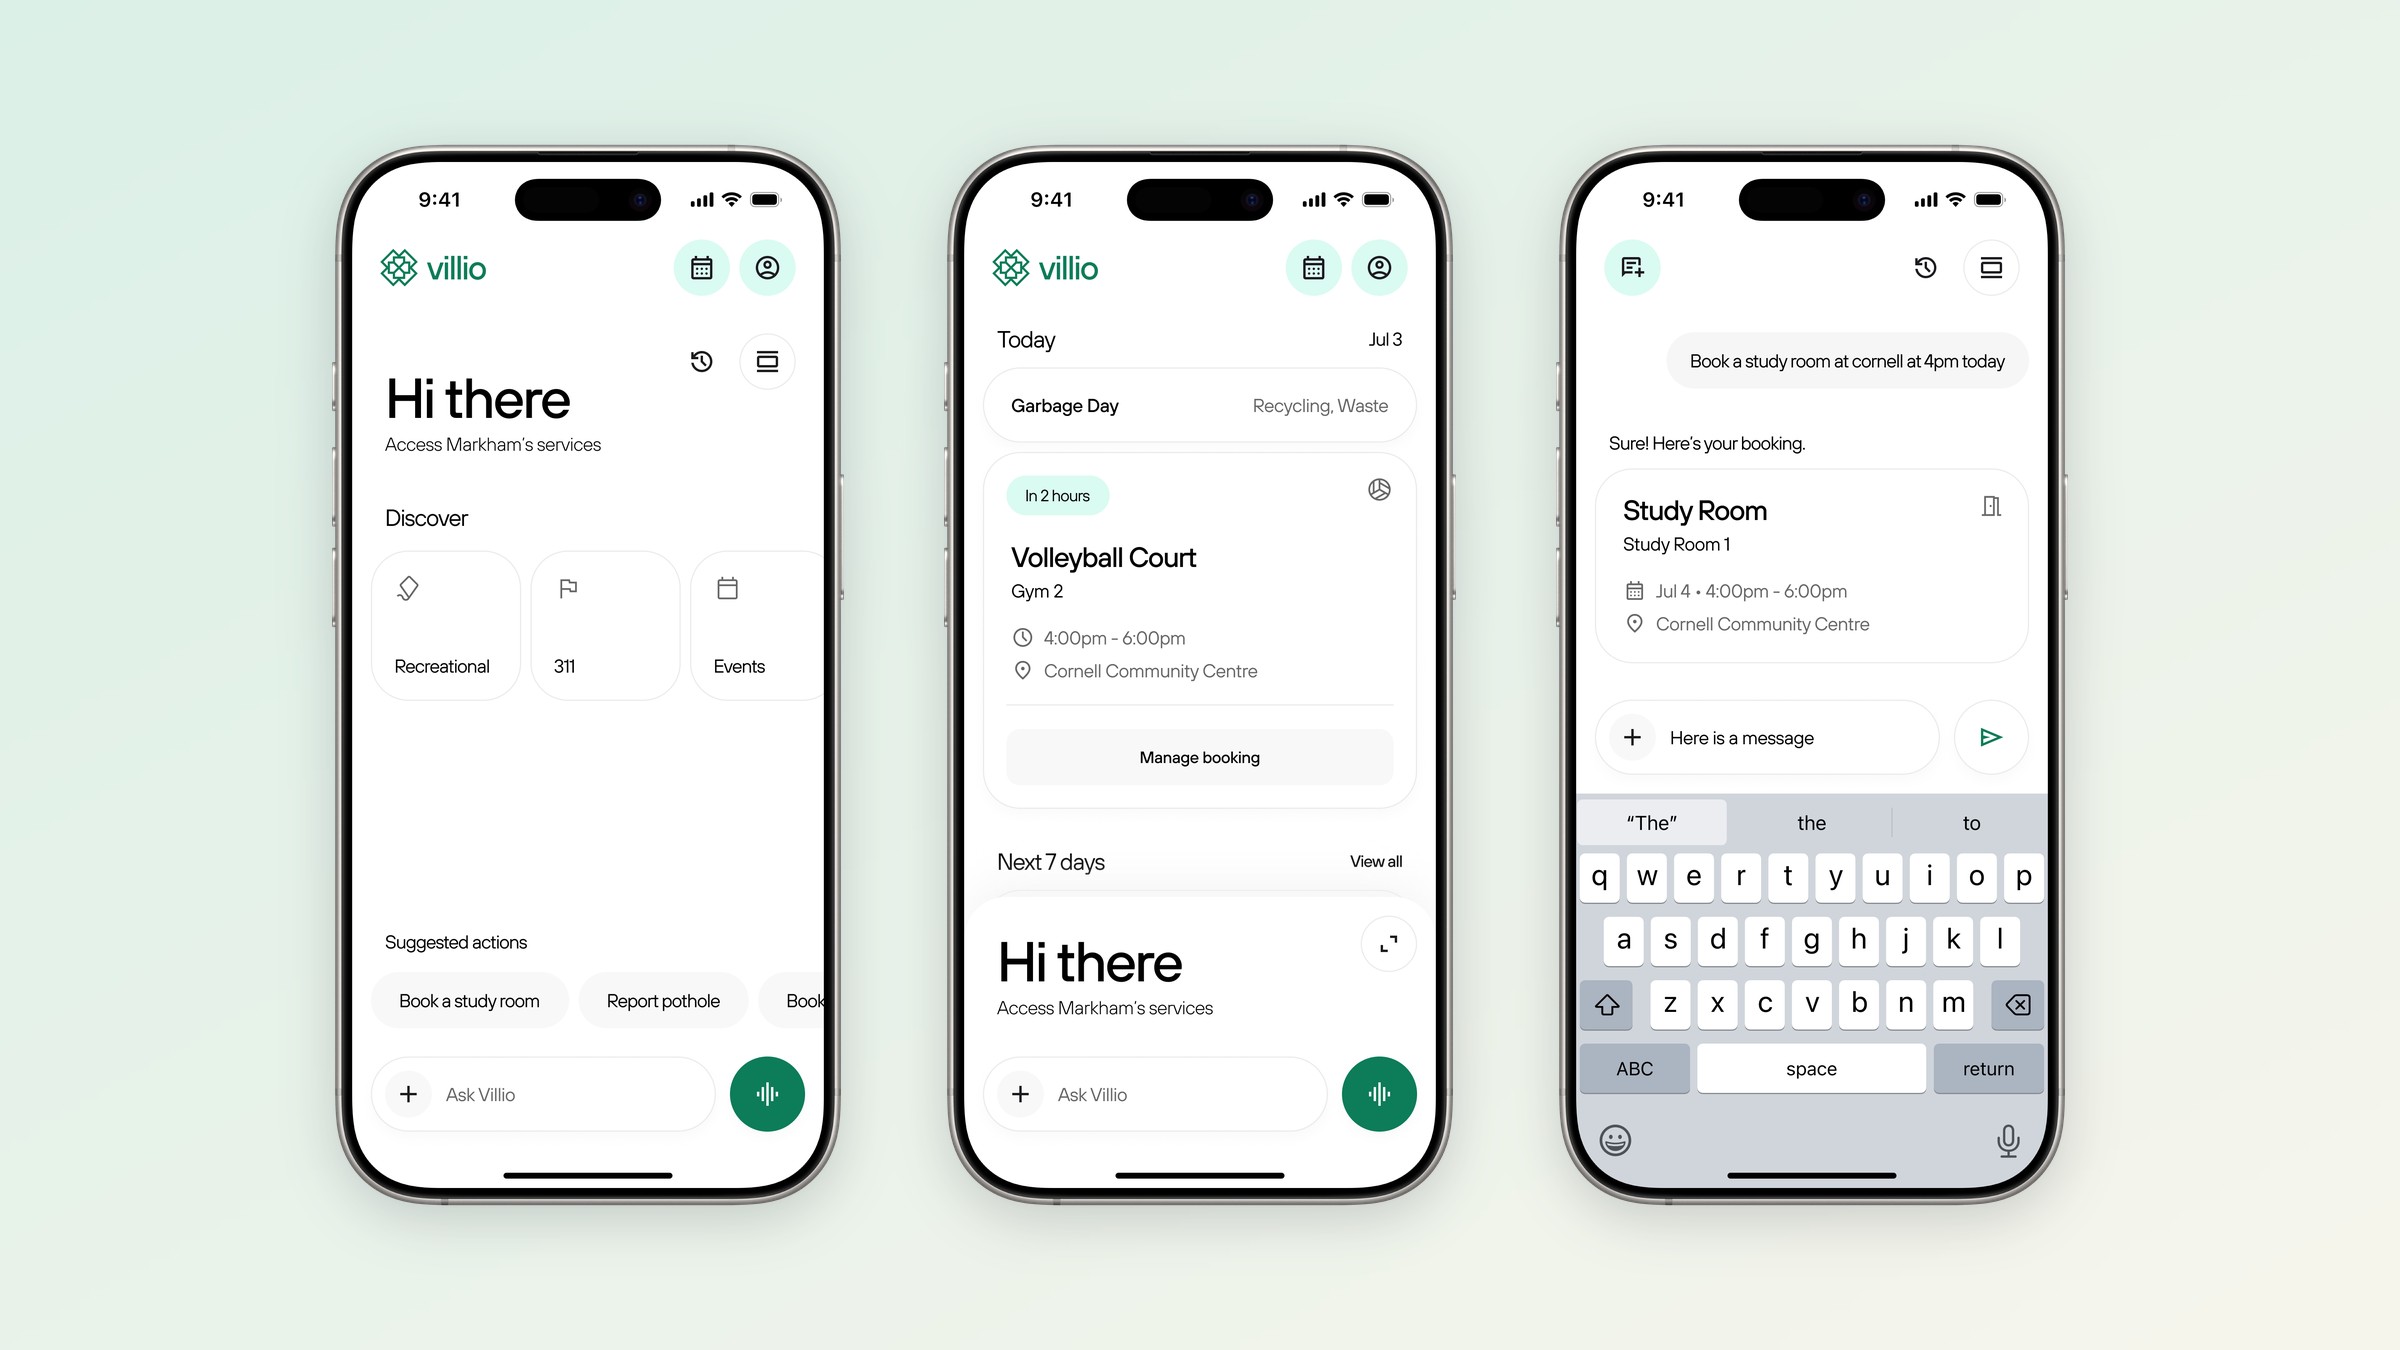 9:41
villio
Hi there
Access Markham's services
Discover
Recreational
311
Events
Suggested actions
Book a study room
Report pothole
Book
Ask Villio
9:41
villio
Today
Jul 3
Garbage Day
Recycling, Waste
In 2 hours
Volleyball Court
Gym 2
4:00pm - 6:00pm
Cornell Community Centre
Manage booking
Next 7 days
View all
Hi there
Access Markham's services
Ask Villio
9:41
Book a study room at cornell at 4pm today
Sure! Here's your booking.
Study Room
Study Room 1
Jul 4 • 4:00pm - 6:00pm
Cornell Community Centre
Here is a message
“The”
the
to
q w e r t y u i o p
a s d f g h j k l
z x c v b n m
ABC
space
return